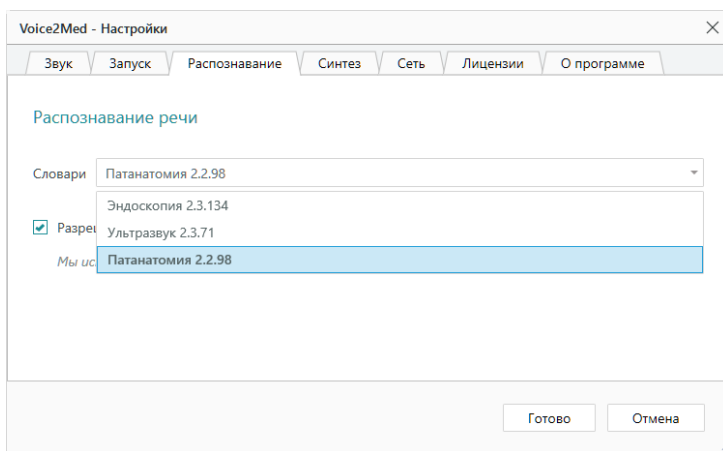 Voice2Med - Настройки
Звук Запуск Распознавание Синтез Сеть Лицензии О программе
Распознавание речи
Словари Патанатомия 2.2.98
Эндоскопия 2.3.134
Ультразвук 2.3.71
Мы Патанатомия 2.2.98
Готово Отмена